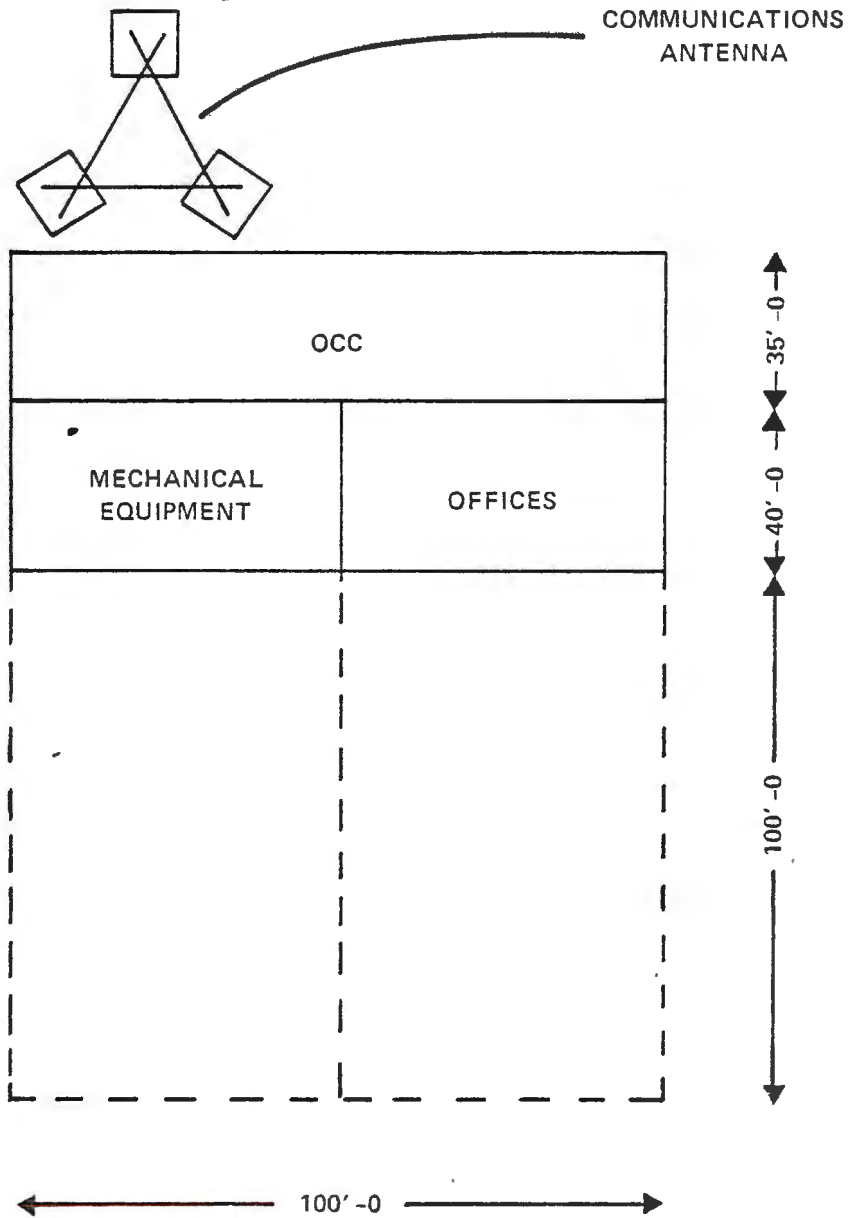 COMMUNICATIONS
ANTENNA
OCC
35' -0
MECHANICAL
EQUIPMENT
OFFICES
40' -0
100' -0
100' -0